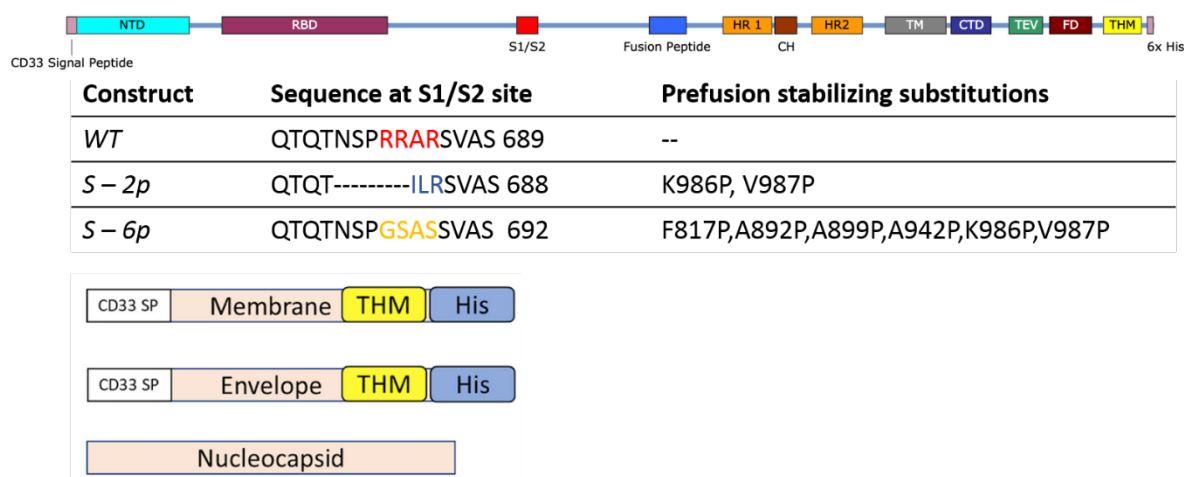 NTD RBD HR 1 HR2 TM CTD TEV FD THM
S1/S2 Fusion Peptide CH 6x His
CD33 Signal Peptide
Construct Sequence at S1/S2 site Prefusion stabilizing substitutions
WT QTQTNSPRRARSVAS 689 --
S – 2p QTQT---------ILRSVAS 688 K986P, V987P
S – 6p QTQTNSPGSASSVAS 692 F817P,A892P,A899P,A942P,K986P,V987P
CD33 SP Membrane THM His
CD33 SP Envelope THM His
Nucleocapsid